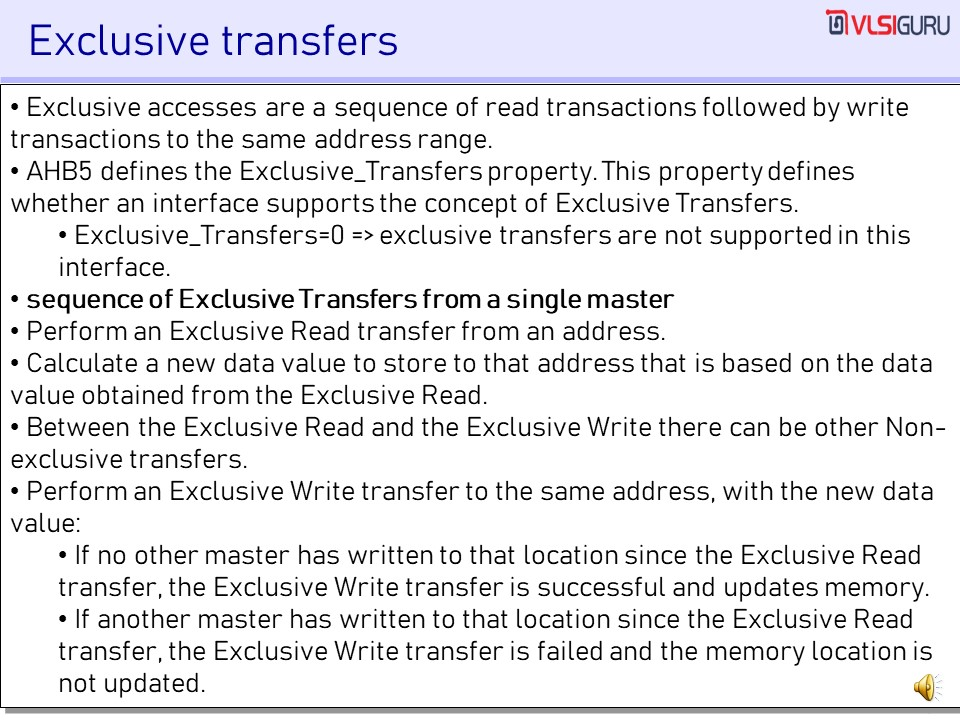 Exclusive transfers
VLSIGURU
• Exclusive accesses are a sequence of read transactions followed by write
transactions to the same address range.
• AHB5 defines the Exclusive_Transfers property. This property defines
whether an interface supports the concept of Exclusive Transfers.
• Exclusive_Transfers=0 => exclusive transfers are not supported in this
interface.
• sequence of Exclusive Transfers from a single master
• Perform an Exclusive Read transfer from an address.
• Calculate a new data value to store to that address that is based on the data
value obtained from the Exclusive Read.
• Between the Exclusive Read and the Exclusive Write there can be other Non-
exclusive transfers.
• Perform an Exclusive Write transfer to the same address, with the new data
value:
• If no other master has written to that location since the Exclusive Read
transfer, the Exclusive Write transfer is successful and updates memory.
• If another master has written to that location since the Exclusive Read
transfer, the Exclusive Write transfer is failed and the memory location is
not updated.